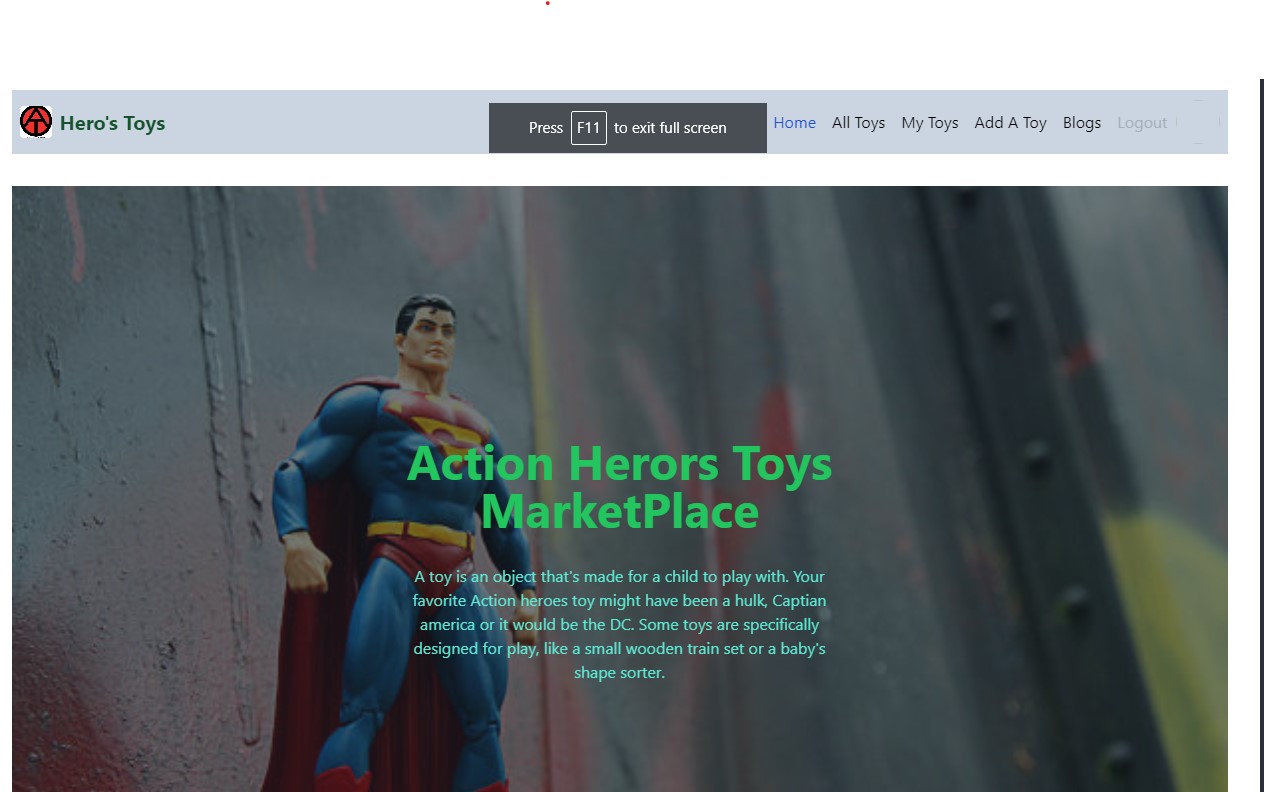 Hero's Toys
Press F11 to exit full screen
Home All Toys My Toys Add A Toy Blogs Logout
Action Herors Toys
MarketPlace
A toy is an object that's made for a child to play with. Your
favorite Action heroes toy might have been a hulk, Captian
america or it would be the DC. Some toys are specifically
designed for play, like a small wooden train set or a baby's
shape sorter.